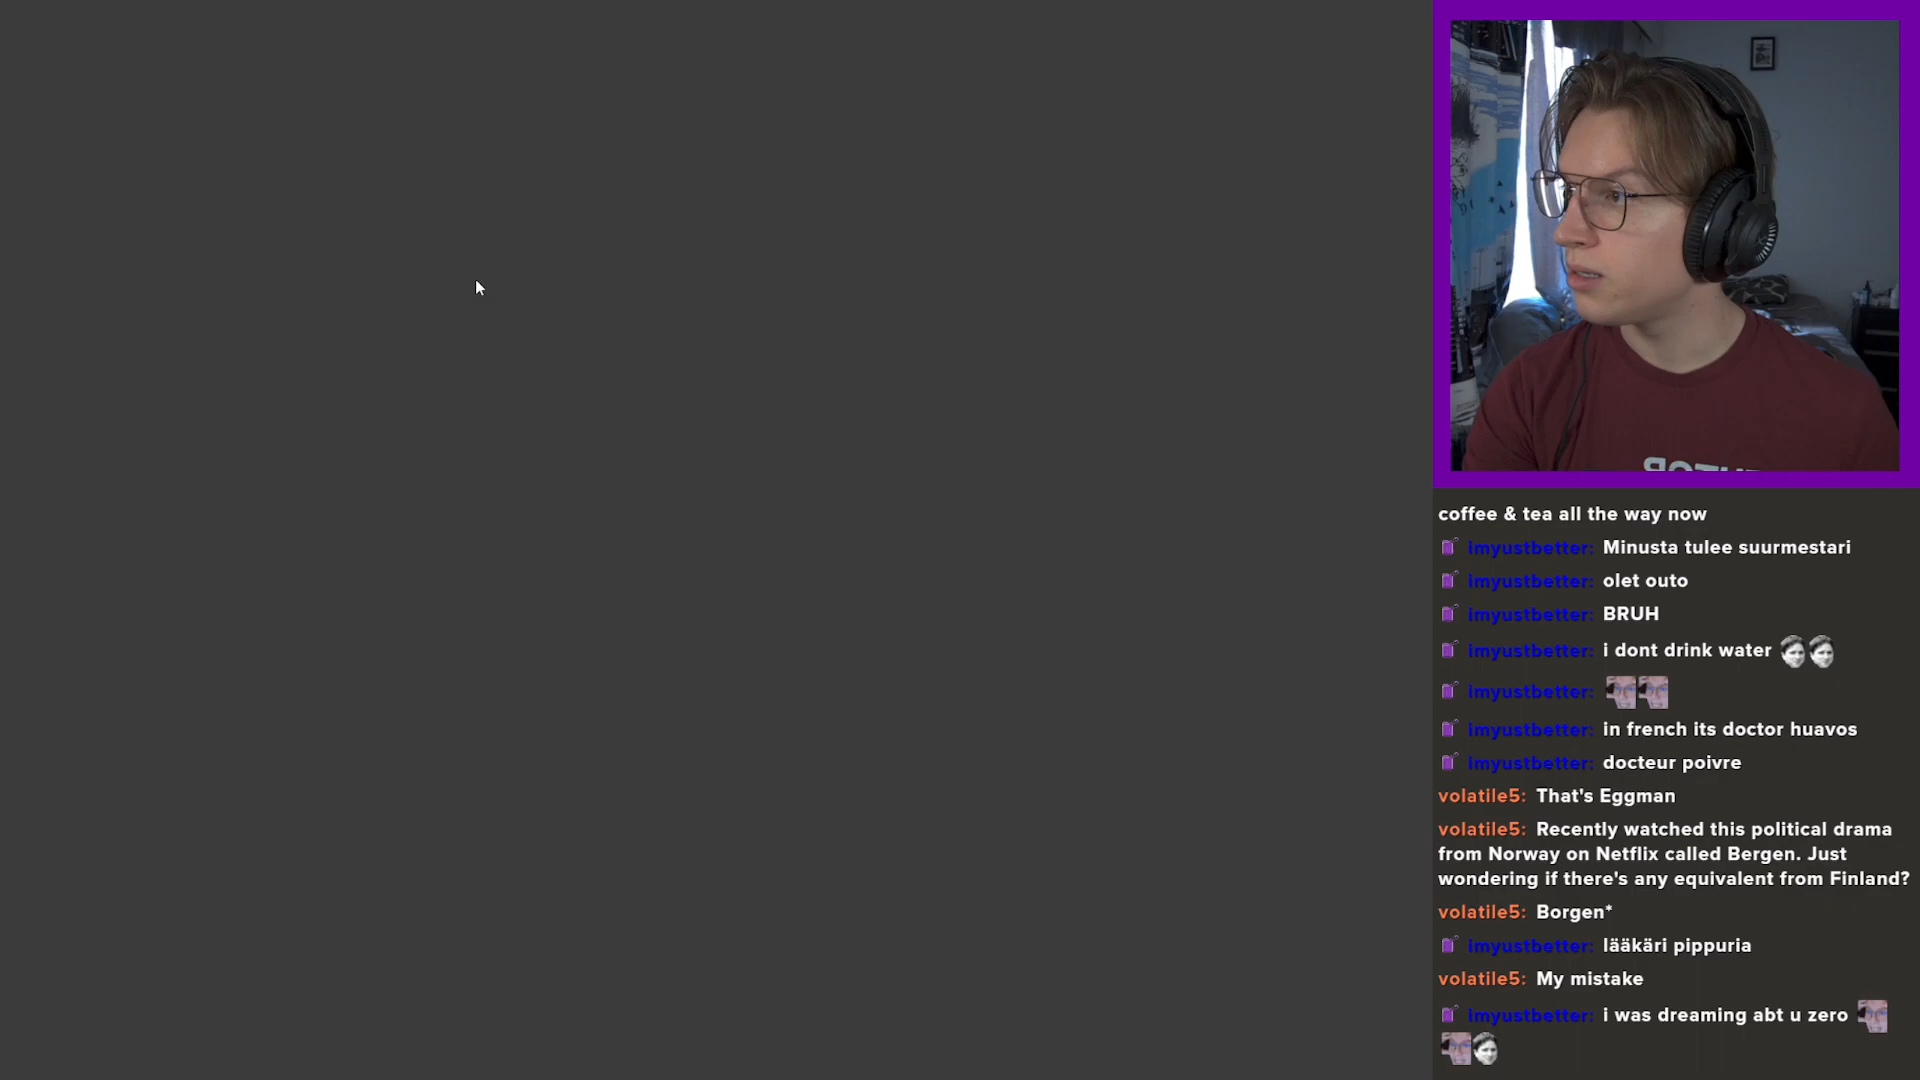 coffee & tea all the way now
imyustbetter: Minusta tulee suurmestari
imyustbetter: olet outo
imyustbetter: BRUH
imyustbetter: i dont drink water
imyustbetter:
imyustbetter: in french its doctor huavos
imyustbetter: docteur poivre
volatile5: That's Eggman
volatile5: Recently watched this political drama
from Norway on Netflix called Bergen. Just
wondering if there's any equivalent from Finland?
volatile5: Borgen*
imyustbetter: lääkäri pippuria
volatile5: My mistake
imyustbetter: i was dreaming abt u zero